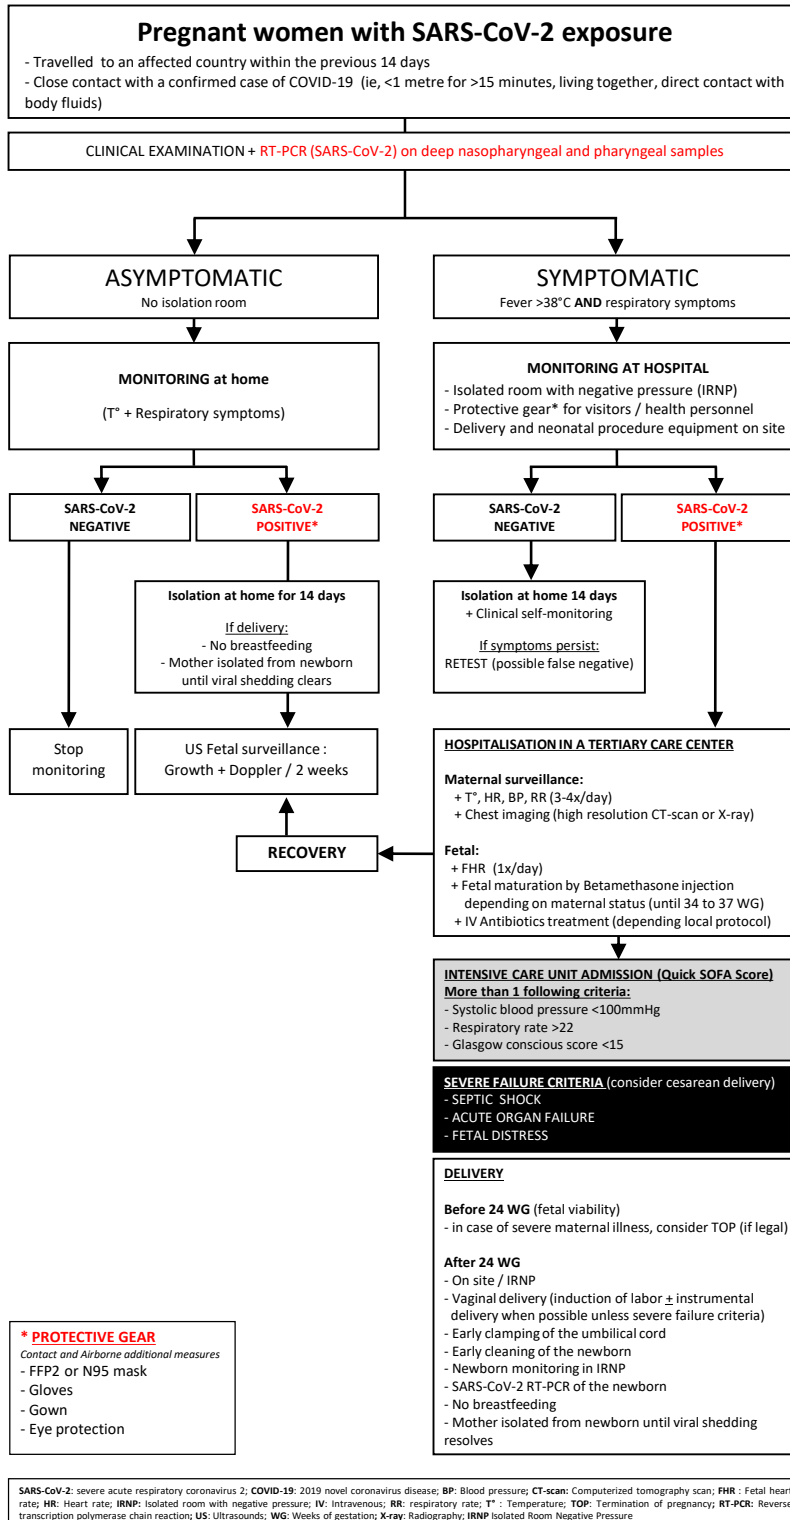 Pregnant women with SARS-CoV-2 exposure
- Travelled to an affected country within the previous 14 days
- Close contact with a confirmed case of COVID-19 (ie, <1 metre for >15 minutes, living together, direct contact with
body fluids)
CLINICAL EXAMINATION + RT-PCR (SARS-CoV-2) on deep nasopharyngeal and pharyngeal samples
ASYMPTOMATIC
No isolation room
SYMPTOMATIC
Fever >38°C AND respiratory symptoms
MONITORING at home
(T° + Respiratory symptoms)
MONITORING AT HOSPITAL
- Isolated room with negative pressure (IRNP)
- Protective gear* for visitors / health personnel
- Delivery and neonatal procedure equipment on site
SARS-CoV-2
NEGATIVE
SARS-CoV-2
POSITIVE*
SARS-CoV-2
NEGATIVE
SARS-CoV-2
POSITIVE*
Isolation at home for 14 days
If delivery:
- No breastfeeding
- Mother isolated from newborn
until viral shedding clears
Isolation at home 14 days
+ Clinical self-monitoring
If symptoms persist:
RETEST (possible false negative)
Stop
monitoring
US Fetal surveillance :
Growth + Doppler / 2 weeks
RECOVERY
HOSPITALISATION IN A TERTIARY CARE CENTER
Maternal surveillance:
+ T°, HR, BP, RR (3-4x/day)
+ Chest imaging (high resolution CT-scan or X-ray)
Fetal:
+ FHR (1x/day)
+ Fetal maturation by Betamethasone injection
depending on maternal status (until 34 to 37 WG)
+ IV Antibiotics treatment (depending local protocol)
INTENSIVE CARE UNIT ADMISSION (Quick SOFA Score)
More than 1 following criteria:
- Systolic blood pressure <100mmHg
- Respiratory rate >22
- Glasgow conscious score <15
SEVERE FAILURE CRITERIA (consider cesarean delivery)
- SEPTIC SHOCK
- ACUTE ORGAN FAILURE
- FETAL DISTRESS
DELIVERY
Before 24 WG (fetal viability)
- in case of severe maternal illness, consider TOP (if legal)
After 24 WG
- On site / IRNP
- Vaginal delivery (induction of labor + instrumental
delivery when possible unless severe failure criteria)
- Early clamping of the umbilical cord
- Early cleaning of the newborn
- Newborn monitoring in IRNP
- SARS-CoV-2 RT-PCR of the newborn
- No breastfeeding
- Mother isolated from newborn until viral shedding
resolves
* PROTECTIVE GEAR
Contact and Airborne additional measures
- FFP2 or N95 mask
- Gloves
- Gown
- Eye protection
SARS-CoV-2: severe acute respiratory coronavirus 2; COVID-19: 2019 novel coronavirus disease; BP: Blood pressure; CT-scan: Computerized tomography scan; FHR : Fetal heart
rate; HR: Heart rate; IRNP: Isolated room with negative pressure; IV: Intravenous; RR: respiratory rate; T° : Temperature; TOP: Termination of pregnancy; RT-PCR: Reverse
transcription polymerase chain reaction; US: Ultrasounds; WG: Weeks of gestation; X-ray: Radiography; IRNP Isolated Room Negative Pressure